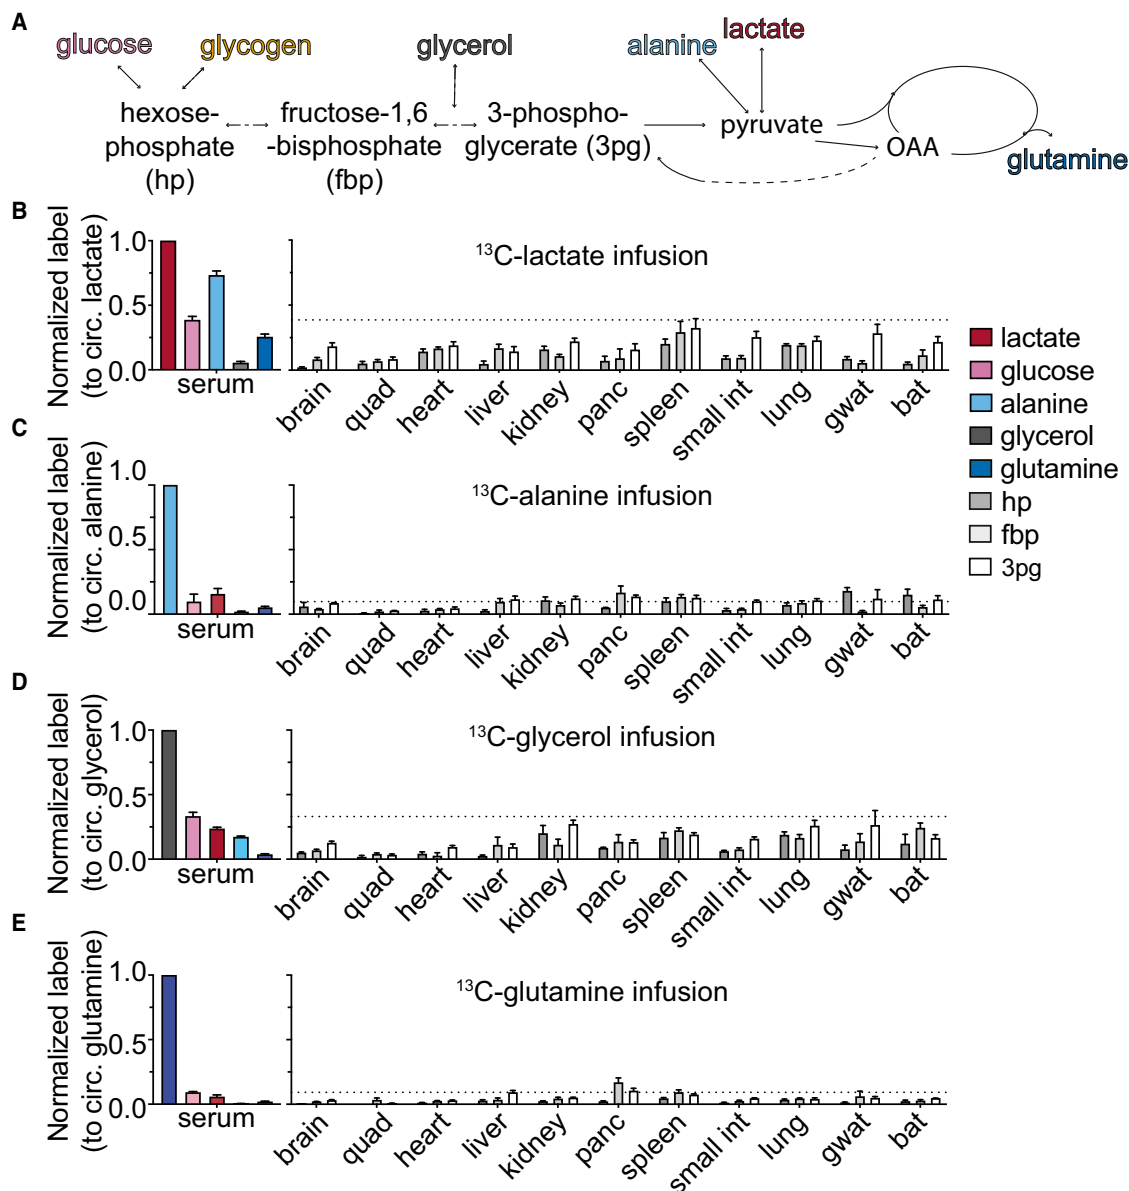 A
glucose
glycogen
glycerol
alanine
lactate
hexose-
phosphate
(hp)
fructose-1,6
-bisphosphate
(fbp)
3-phospho-
glycerate (3pg)
pyruvate
OAA
glutamine
B
Normalized label
(to circ. lactate)
1.0
0.5
0.0
serum
13C-lactate infusion
brain
quad
heart
liver
kidney
panc
spleen
small int
lung
gwat
bat
lactate
glucose
alanine
glycerol
glutamine
hp
fbp
3pg
C
Normalized label
(to circ. alanine)
1.0
0.5
0.0
serum
13C-alanine infusion
brain
quad
heart
liver
kidney
panc
spleen
small int
lung
gwat
bat
D
Normalized label
(to circ. glycerol)
1.0
0.5
0.0
serum
13C-glycerol infusion
brain
quad
heart
liver
kidney
panc
spleen
small int
lung
gwat
bat
E
Normalized label
(to circ. glutamine)
1.0
0.5
0.0
serum
13C-glutamine infusion
brain
quad
heart
liver
kidney
panc
spleen
small int
lung
gwat
bat